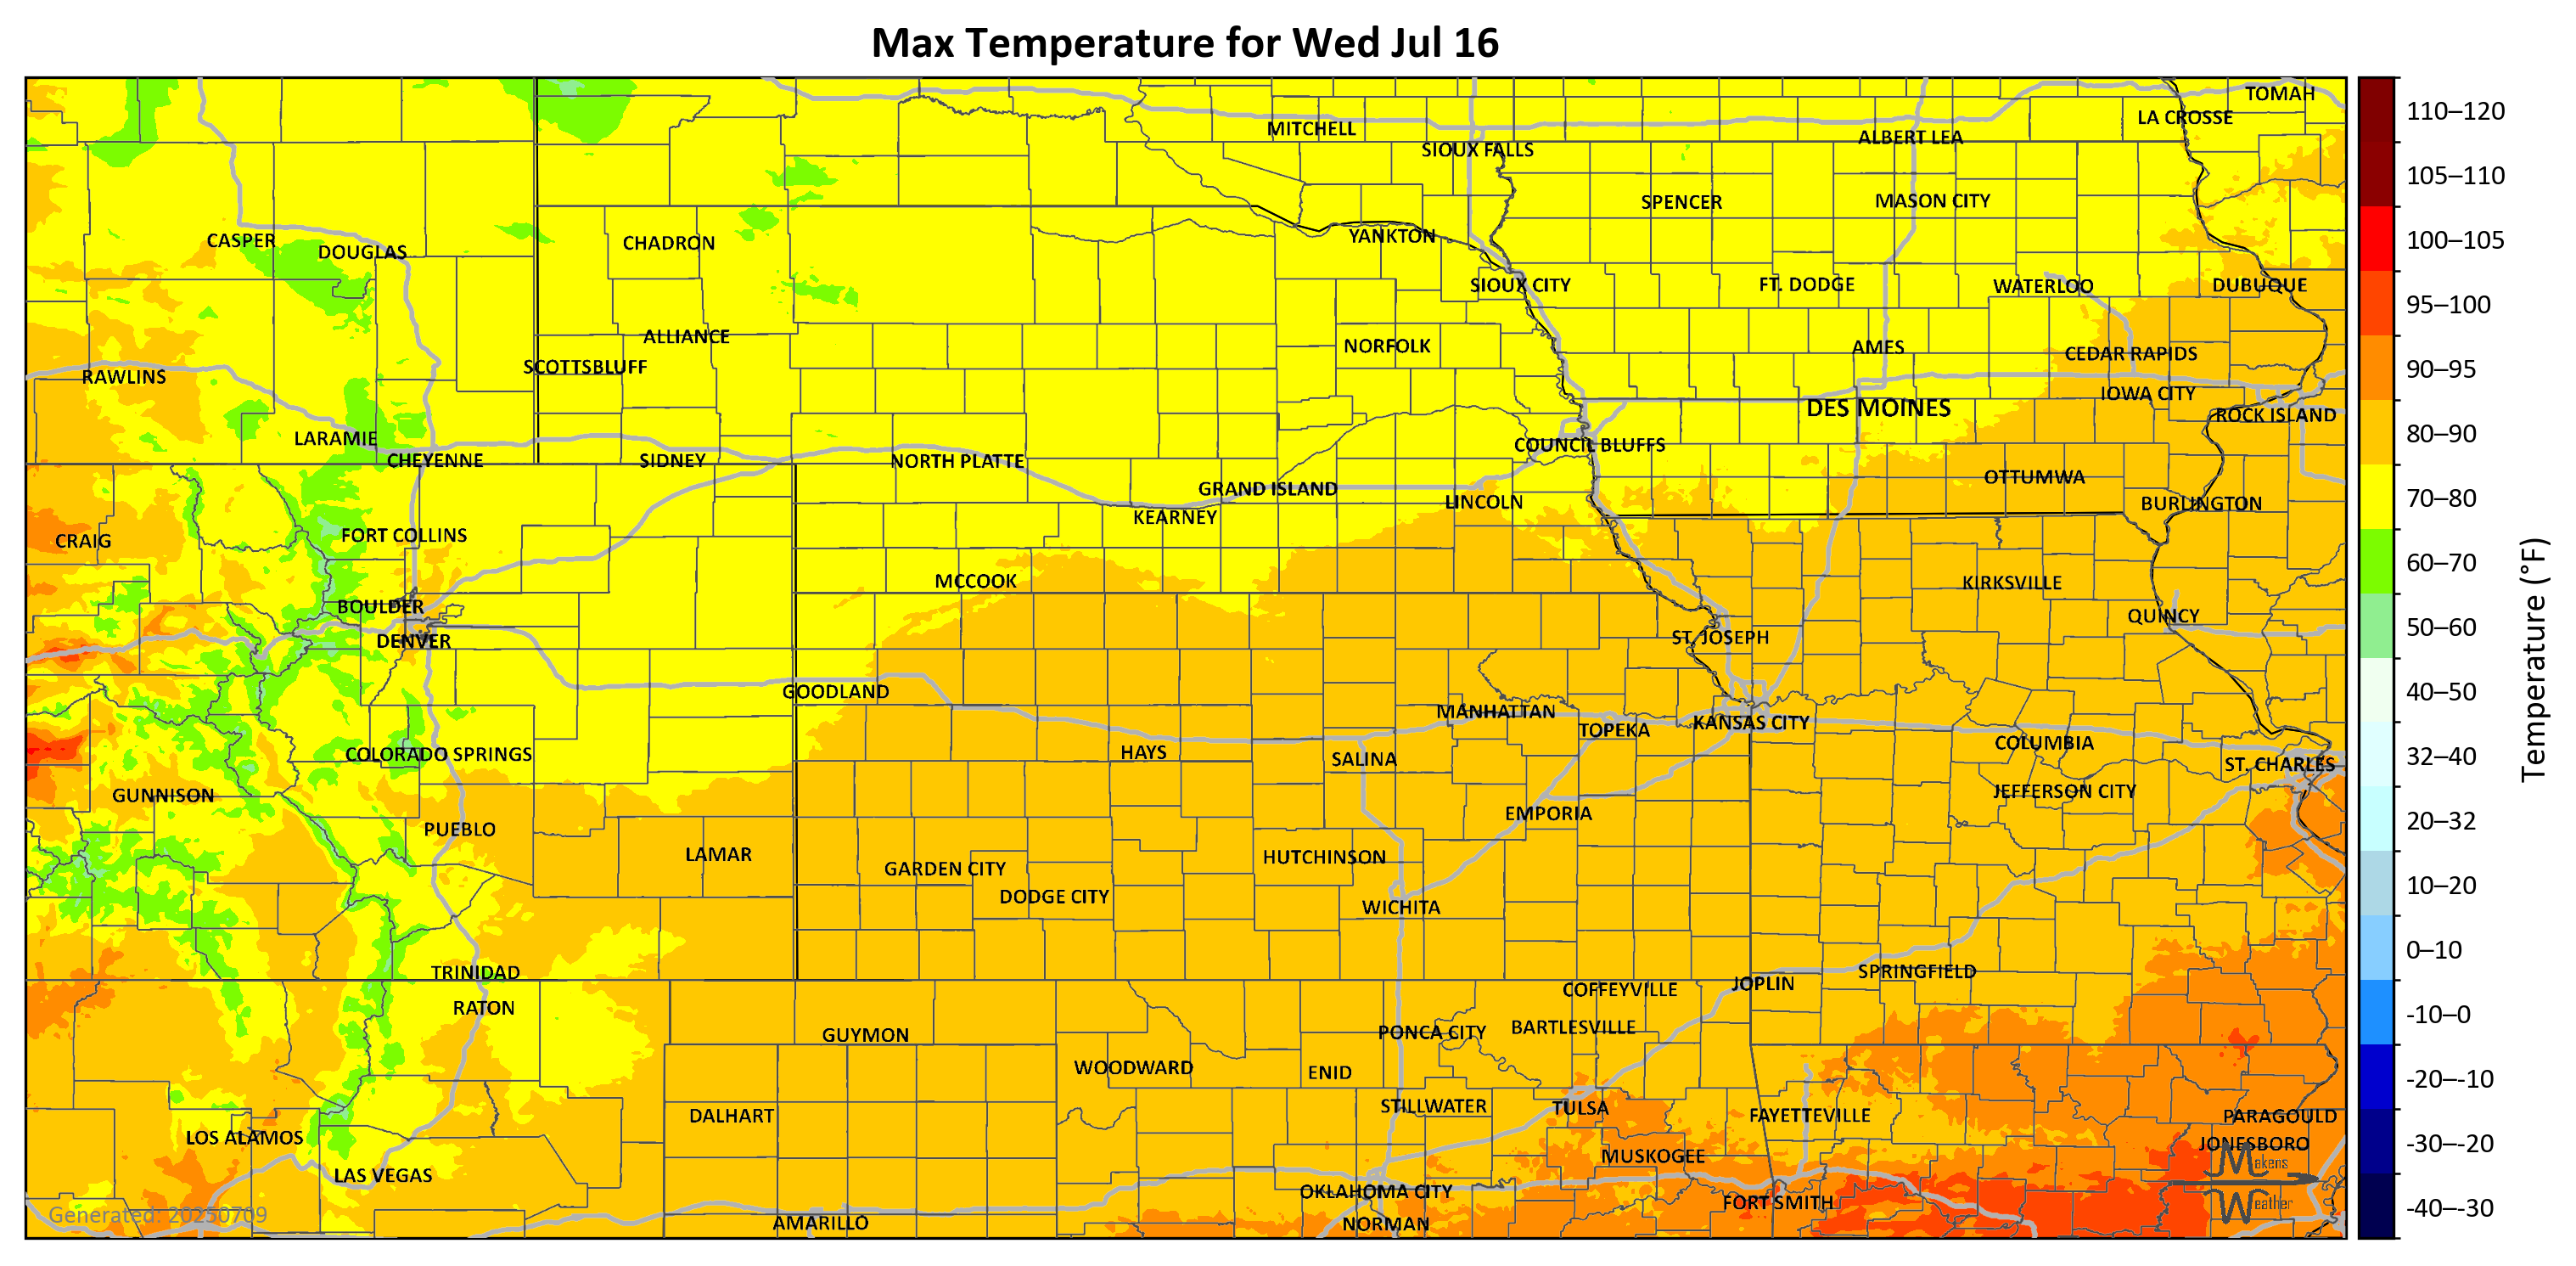 Max Temperature for Wed Jul 16
TOMAH
LA CROSSE
MITCHELL
ALBERT LEA
SIOUX FALLS
SPENCER
MASON CITY
CASPER
DOUGLAS
CHADRON
YANKTON
SIOUX CITY
FT. DODGE
WATERLOO
DUBUQUE
ALLIANCE
NORFOLK
AMES
CEDAR RAPIDS
SCOTTSBLUFF
RAWLINS
IOWA CITY
DES MOINES
ROCK ISLAND
LARAMIE
COUNCIL BLUFFS
CHEYENNE
SIDNEY
NORTH PLATTE
OTTUMWA
GRAND ISLAND
LINCOLN
BURLINGTON
KEARNEY
FORT COLLINS
CRAIG
MCCOOK
KIRKSVILLE
BOULDER
QUINCY
DENVER
ST. JOSEPH
GOODLAND
MANHATTAN
TOPEKA
KANSAS CITY
COLUMBIA
COLORADO SPRINGS
HAYS
SALINA
ST. CHARLES
GUNNISON
JEFFERSON CITY
EMPORIA
PUEBLO
LAMAR
HUTCHINSON
GARDEN CITY
DODGE CITY
WICHITA
TRINIDAD
SPRINGFIELD
JOPLIN
COFFEYVILLE
RATON
BARTLESVILLE
PONCA CITY
GUYMON
WOODWARD
ENID
STILLWATER
TULSA
DALHART
FAYETTEVILLE
PARAGOULD
LOS ALAMOS
JONESBORO
MUSKOGEE
LAS VEGAS
OKLAHOMA CITY
FORT SMITH
AMARILLO
NORMAN
Makens
Weather
Generated: 20250709
110–120
105–110
100–105
95–100
90–95
80–90
70–80
60–70
50–60
40–50
32–40
20–32
10–20
0–10
-10–0
-20–-10
-30–-20
-40–-30
Temperature (°F)